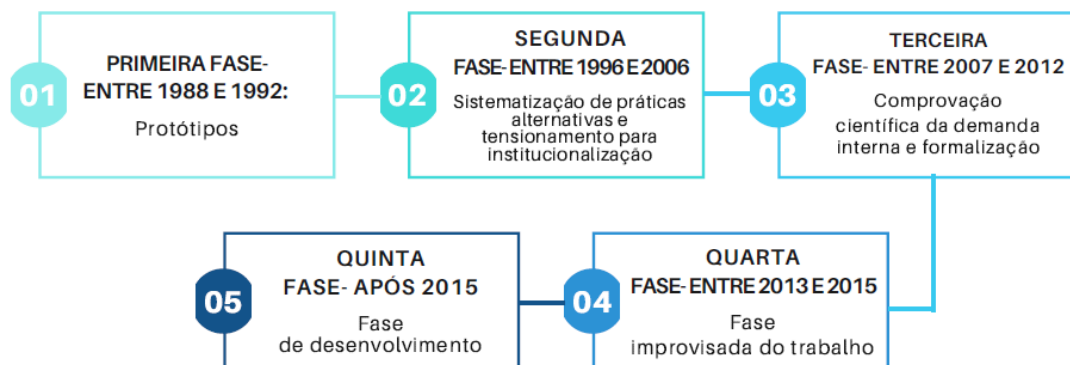 01
PRIMEIRA FASE-
ENTRE 1988 E 1992:
Protótipos
02
SEGUNDA
FASE- ENTRE 1996 E 2006
Sistematização de práticas
alternativas e
tensionamento para
institucionalização
03
TERCEIRA
FASE- ENTRE 2007 E 2012
Comprovação
científica da demanda
interna e formalização
04
QUARTA
FASE- ENTRE 2013 E 2015
Fase
improvisada do trabalho
05
QUINTA
FASE- APÓS 2015
Fase
de desenvolvimento